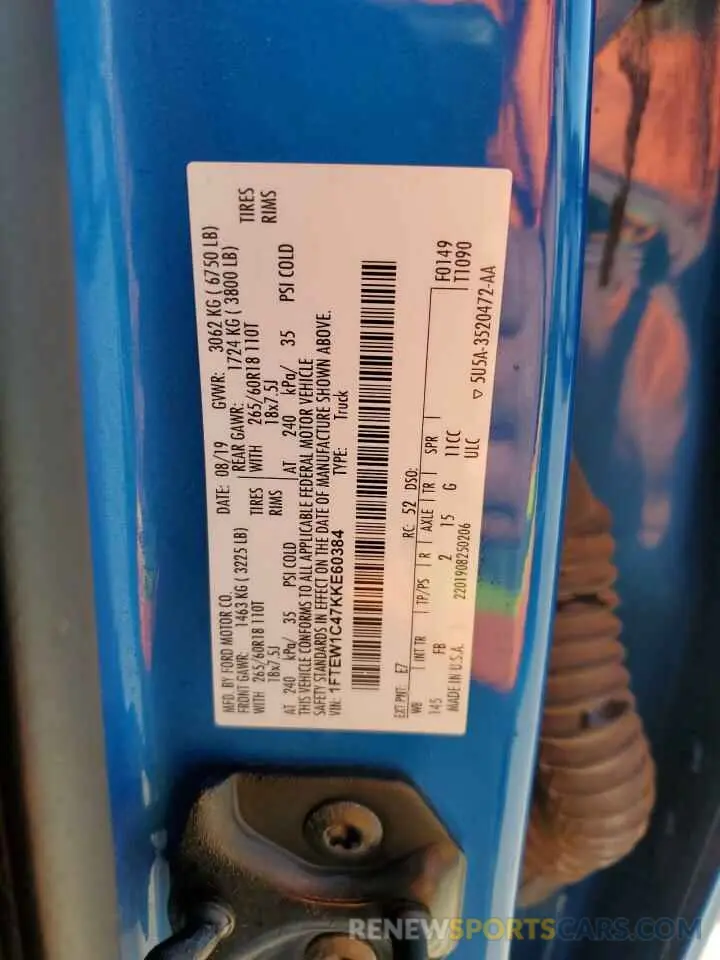 MFD. BY FORD MOTOR CO. DATE: 08/19 GVWR: 3062 KG ( 6750 LB)
FRONT GAWR: 1463 KG ( 3225 LB) REAR GAWR: 1724 KG ( 3800 LB)
WITH 265/60R18 110T TIRES WITH 265/60R18 110T TIRES
18x7.5J RIMS 18x7.5J RIMS
AT 240 kPa/ 35 PSI COLD AT 240 kPa/ 35 PSI COLD
THIS VEHICLE CONFORMS TO ALL APPLICABLE FEDERAL MOTOR VEHICLE
SAFETY STANDARDS IN EFFECT ON THE DATE OF MANUFACTURE SHOWN ABOVE.
VIN: 1FTEW1C47KKE60384 TYPE: Truck
EXT PNT: E7 RC: 52 DSO: F0149
WB INT TR TP/PS R AXLE TR SPR T1090
145 FB 2 15 G 11CC
MADE IN U.S.A. 2201908250206 ULC ▽ 5U5A-3520472-AA
RENEWSPORTSCARS.COM